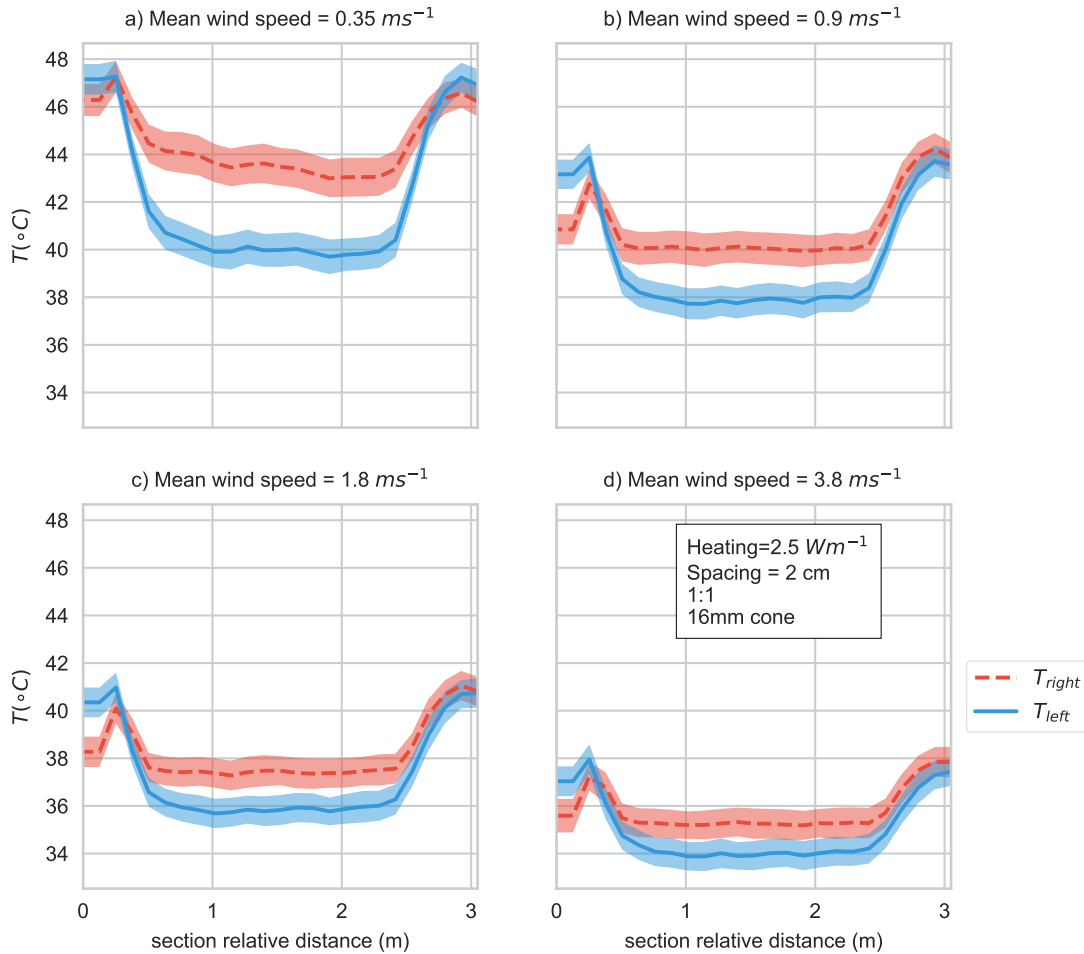 a) Mean wind speed = 0.35 ms⁻¹
b) Mean wind speed = 0.9 ms⁻¹
48
46
44
42
40
38
36
34
T(∘C)
c) Mean wind speed = 1.8 ms⁻¹
d) Mean wind speed = 3.8 ms⁻¹
48
46
44
42
40
38
36
34
T(∘C)
Heating=2.5 Wm⁻¹
Spacing = 2 cm
1:1
16mm cone
T_right
T_left
0 1 2 3
0 1 2 3
section relative distance (m)
section relative distance (m)